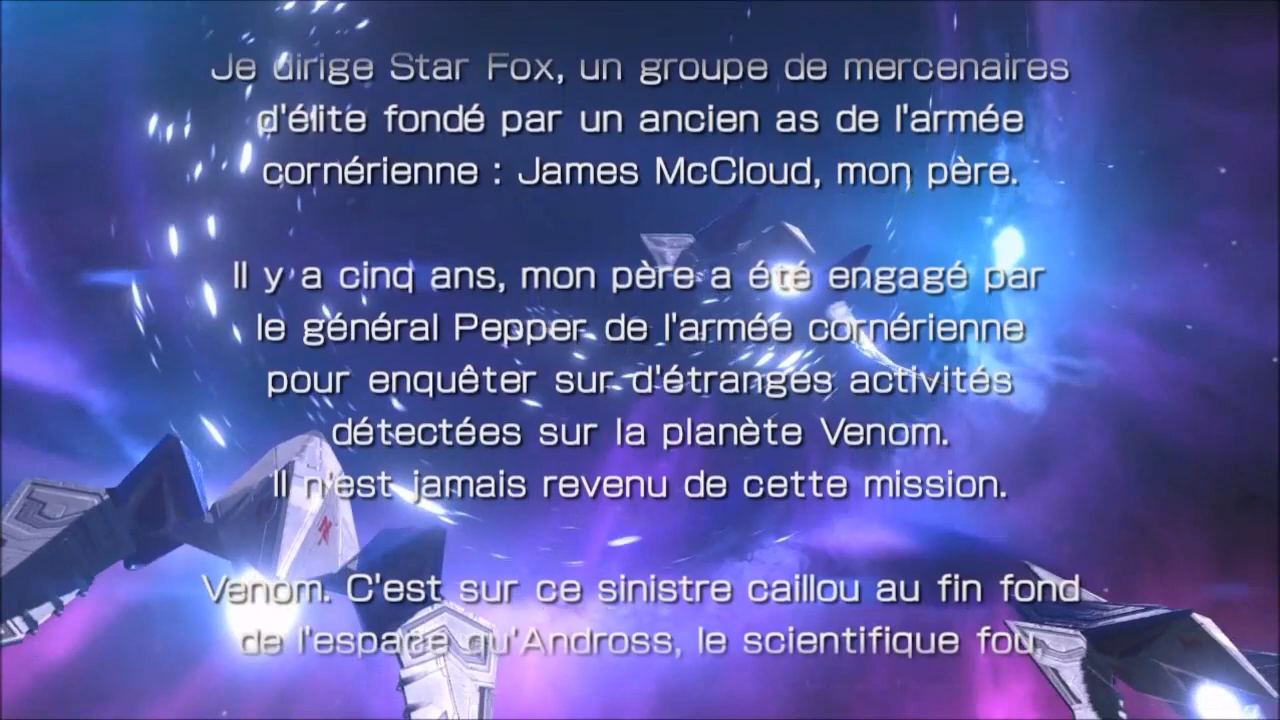 Je dirige Star Fox, un groupe de mercenaires
d'élite fondé par un ancien as de l'armée
cornérienne : James McCloud, mon père.
Il y a cinq ans, mon père a été engagé par
le général Pepper de l'armée cornérienne
pour enquêter sur d'étranges activités
détectées sur la planète Venom.
Il n'est jamais revenu de cette mission.
Venom. C'est sur ce sinistre caillou au fin fond
de l'espace qu'Andross, le scientifique fou,